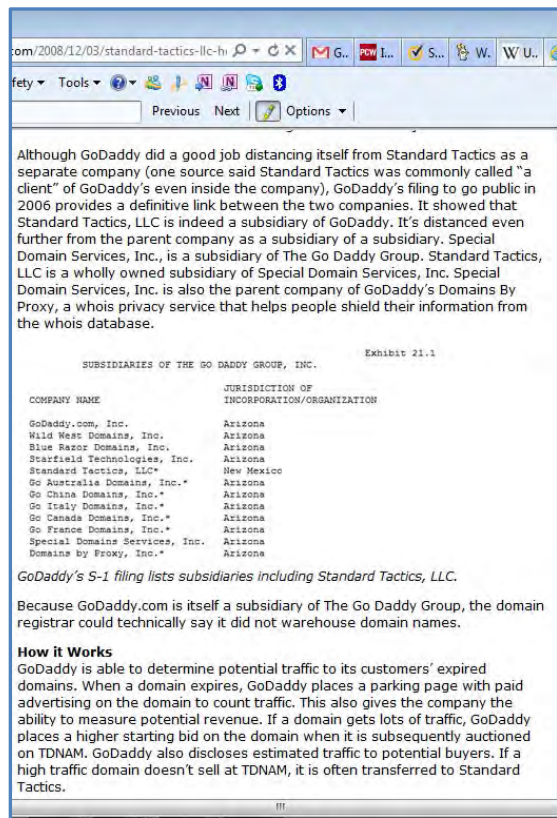 om/2008/12/03/standard-tactics-llc-h
G.. PCW I... S... W. W U..
fety Tools
Previous Next Options
Although GoDaddy did a good job distancing itself from Standard Tactics as a
separate company (one source said Standard Tactics was commonly called “a
client” of GoDaddy’s even inside the company), GoDaddy’s filing to go public in
2006 provides a definitive link between the two companies. It showed that
Standard Tactics, LLC is indeed a subsidiary of GoDaddy. It’s distanced even
further from the parent company as a subsidiary of a subsidiary. Special
Domain Services, Inc., is a subsidiary of The Go Daddy Group. Standard Tactics,
LLC is a wholly owned subsidiary of Special Domain Services, Inc. Special
Domain Services, Inc. is also the parent company of GoDaddy’s Domains By
Proxy, a whois privacy service that helps people shield their information from
the whois database.
Exhibit 21.1
SUBSIDIARIES OF THE GO DADDY GROUP, INC.
JURISDICTION OF
COMPANY NAME INCORPORATION/ORGANIZATION
GoDaddy.com, Inc. Arizona
Wild West Domains, Inc. Arizona
Blue Razor Domains, Inc. Arizona
Starfield Technologies, Inc. Arizona
Standard Tactics, LLC* New Mexico
Go Australia Domains, Inc.* Arizona
Go China Domains, Inc.* Arizona
Go Italy Domains, Inc.* Arizona
Go Canada Domains, Inc.* Arizona
Go France Domains, Inc.* Arizona
Special Domains Services, Inc. Arizona
Domains by Proxy, Inc.* Arizona
GoDaddy’s S-1 filing lists subsidiaries including Standard Tactics, LLC.
Because GoDaddy.com is itself a subsidiary of The Go Daddy Group, the domain
registrar could technically say it did not warehouse domain names.
How it Works
GoDaddy is able to determine potential traffic to its customers’ expired
domains. When a domain expires, GoDaddy places a parking page with paid
advertising on the domain to count traffic. This also gives the company the
ability to measure potential revenue. If a domain gets lots of traffic, GoDaddy
places a higher starting bid on the domain when it is subsequently auctioned
on TDNAM. GoDaddy also discloses estimated traffic to potential buyers. If a
high traffic domain doesn’t sell at TDNAM, it is often transferred to Standard
Tactics.